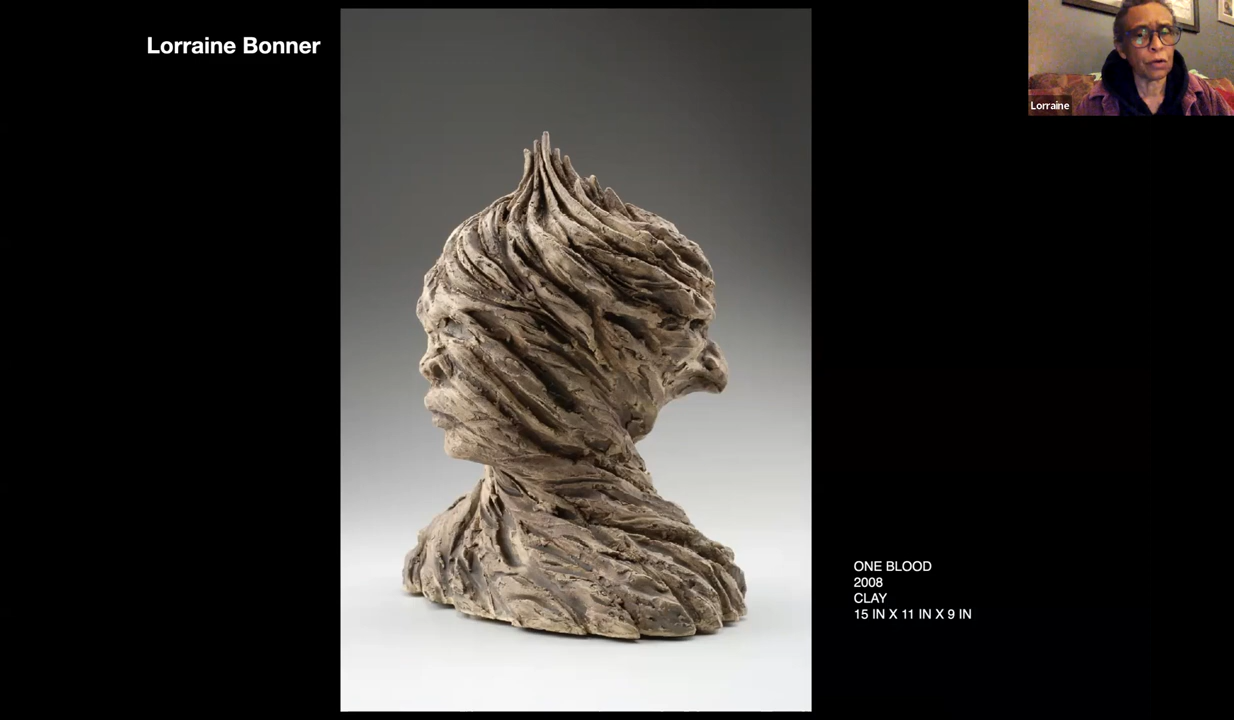 Lorraine Bonner
Lorraine
ONE BLOOD
2008
CLAY
15 IN X 11 IN X 9 IN